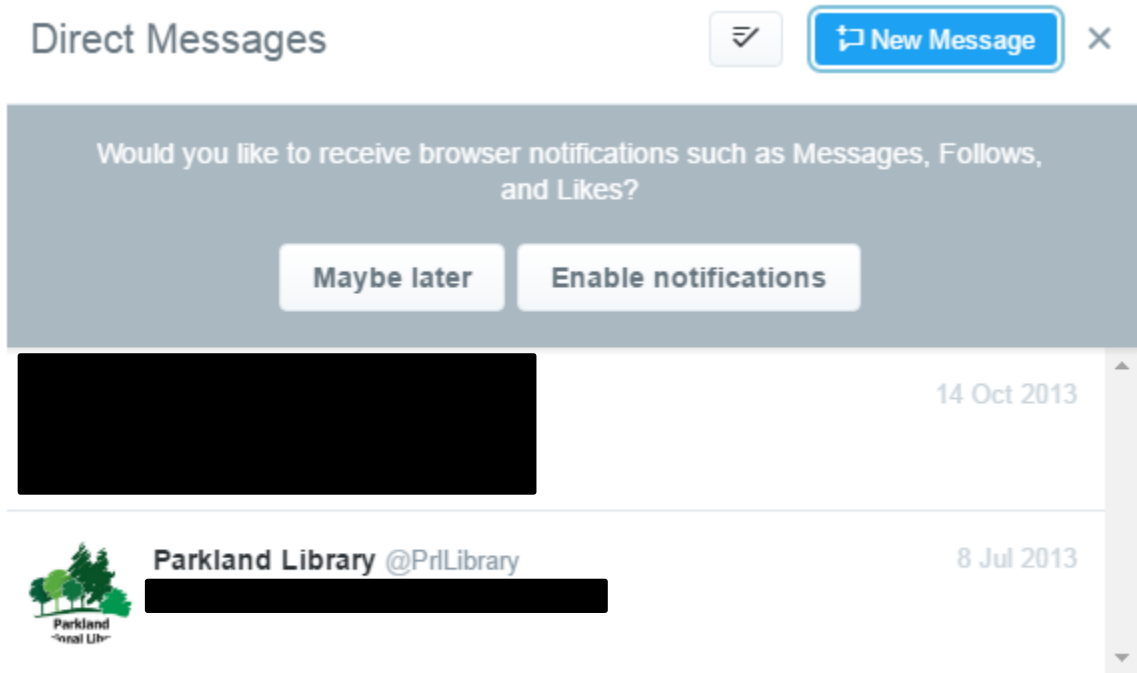 Direct Messages
New Message
Would you like to receive browser notifications such as Messages, Follows,
and Likes?
Maybe later
Enable notifications
14 Oct 2013
Parkland Library @PrlLibrary
8 Jul 2013
Parkland